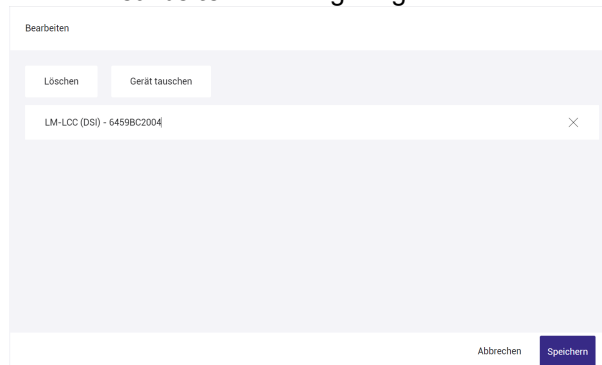 Bearbeiten
Löschen
Gerät tauschen
LM-LCC (DSI) - 6459BC2004
Abbrechen
Speichern